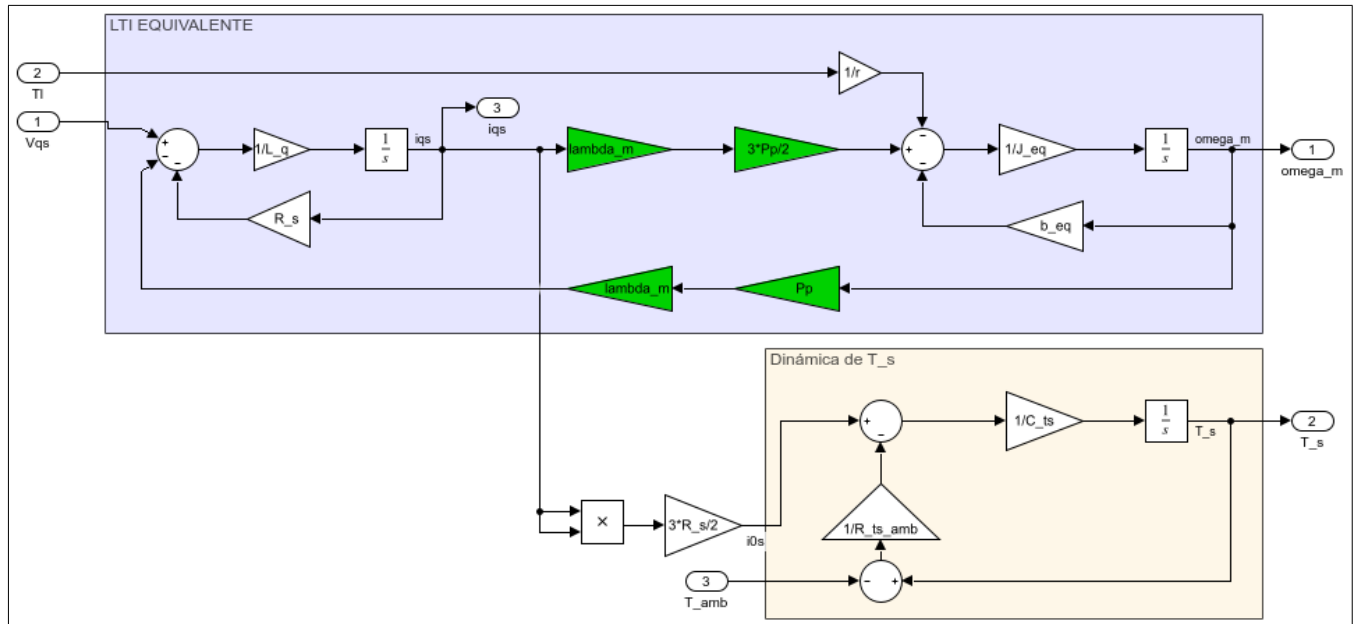 LTI EQUIVALENTE
2
Tl
1/r
1
Vqs
+
−
−
1/L_q
1
s
iqs
3
iqs
lambda_m
3*Pp/2
−
+
−
1/J_eq
1
s
omega_m
1
omega_m
R_s
b_eq
lambda_m
Pp
Dinámica de T_s
+
−
1/C_ts
1
s
T_s
2
T_s
×
3*R_s/2
i0s
1/R_ts_amb
3
T_amb
−
+